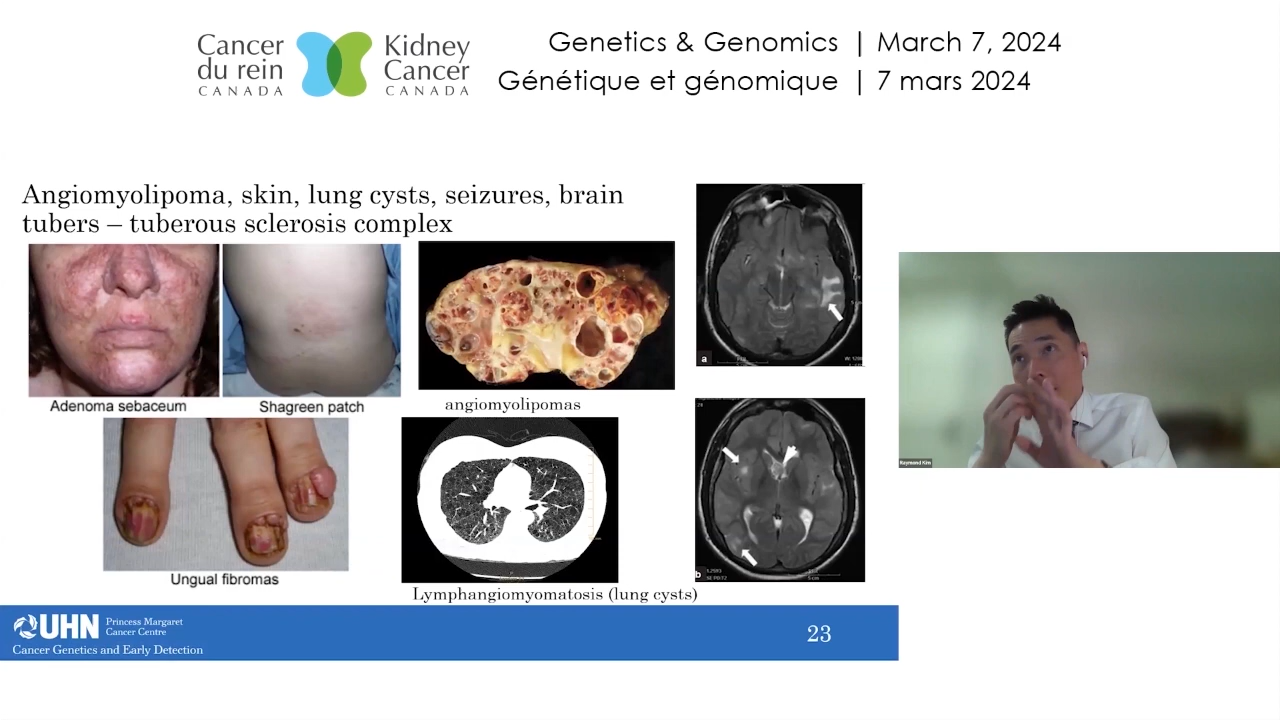 Cancer
du rein
CANADA
Kidney
Cancer
CANADA
Genetics & Genomics | March 7, 2024
Génétique et génomique | 7 mars 2024
Angiomyolipoma, skin, lung cysts, seizures, brain
tubers – tuberous sclerosis complex
Adenoma sebaceum
Shagreen patch
angiomyolipomas
a
Ungual fibromas
Lymphangiomyomatosis (lung cysts)
b
Raymond Kim
UHN
Princess Margaret
Cancer Centre
Cancer Genetics and Early Detection
23